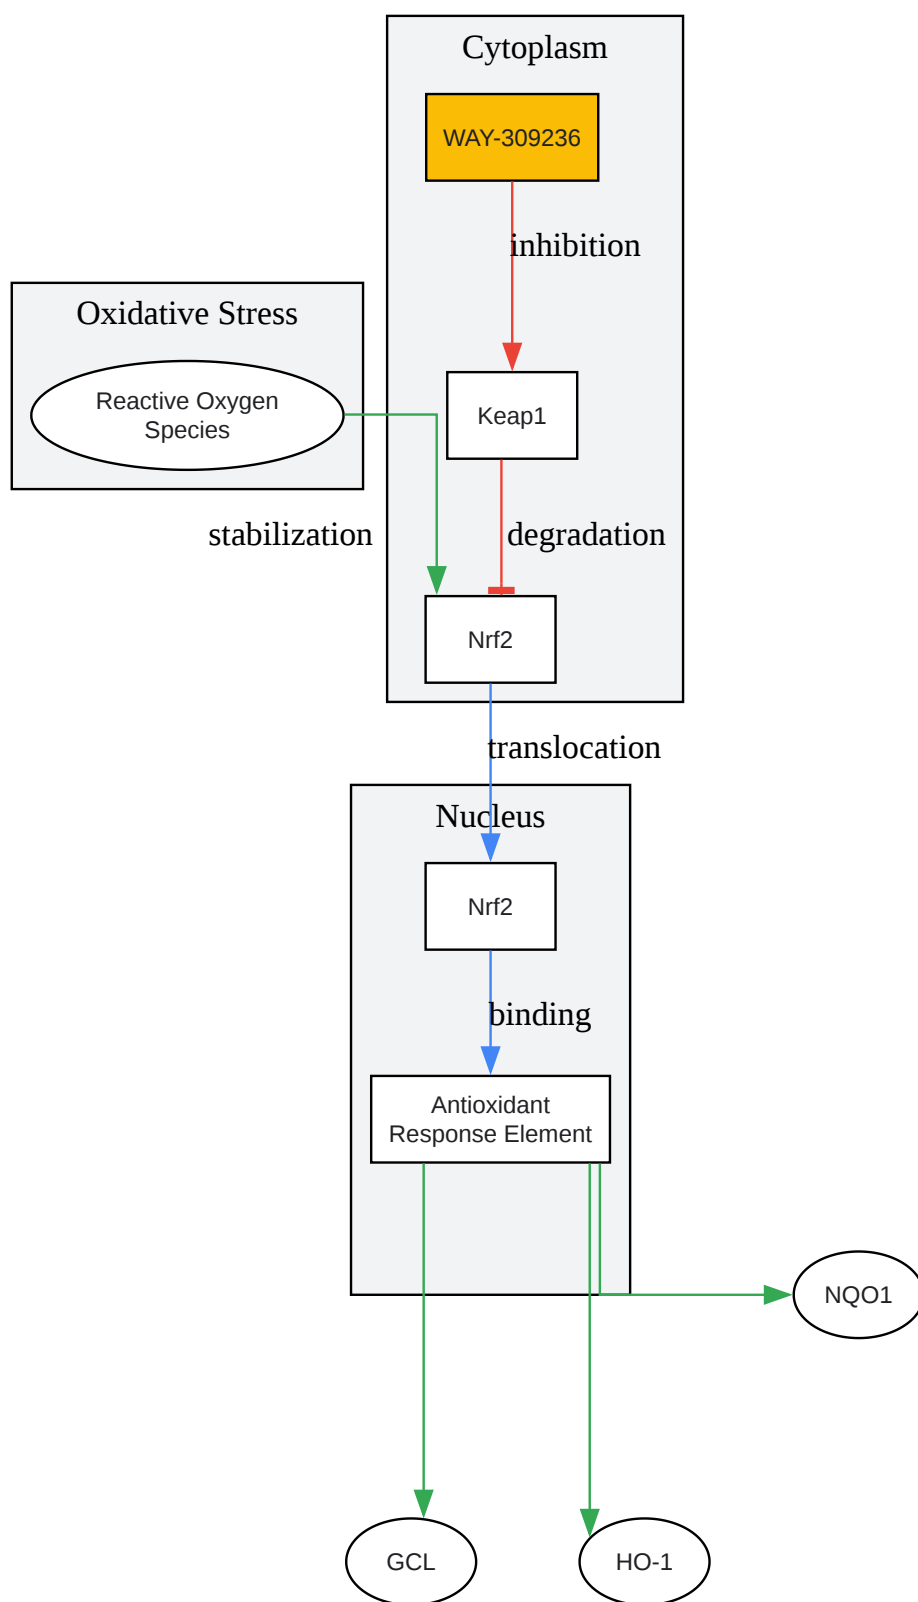 Cytoplasm
WAY-309236
inhibition
Oxidative Stress
Reactive Oxygen
Species
Keap1
stabilization
degradation
Nrf2
translocation
Nucleus
Nrf2
binding
Antioxidant
Response Element
NQO1
GCL
HO-1